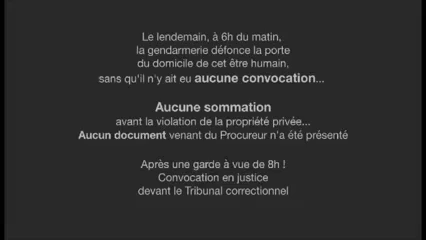 Le lendemain, à 6h du matin,
la gendarmerie défonce la porte
du domicile de cet être humain,
sans qu'il n'y ait eu aucune convocation...
Aucune sommation
avant la violation de la propriété privée...
Aucun document venant du Procureur n'a été présenté
Après une garde à vue de 8h !
Convocation en justice
devant le Tribunal correctionnel